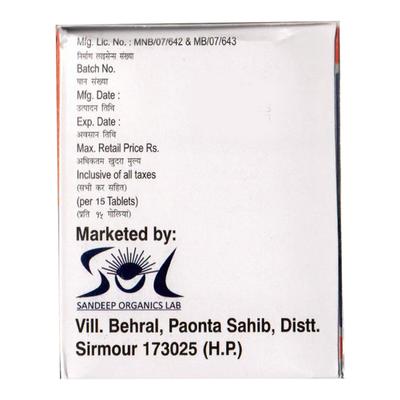 Mfg. Lic. No. : MNB/07/642 & MB/07/643
निर्माण लाइसेन्स संख्या
Batch No.
घान संख्या
Mfg. Date :
उत्पादन तिथि
Exp. Date :
अवसान तिथि
Max. Retail Price Rs.
अधिकतम खुदरा मुल्य
Inclusive of all taxes
(सभी कर सहित)
(per 15 Tablets)
(प्रति १५ गोलियां)
Marketed by:
SOL
SANDEEP ORGANICS LAB
Vill. Behral, Paonta Sahib, Distt.
Sirmour 173025 (H.P.)